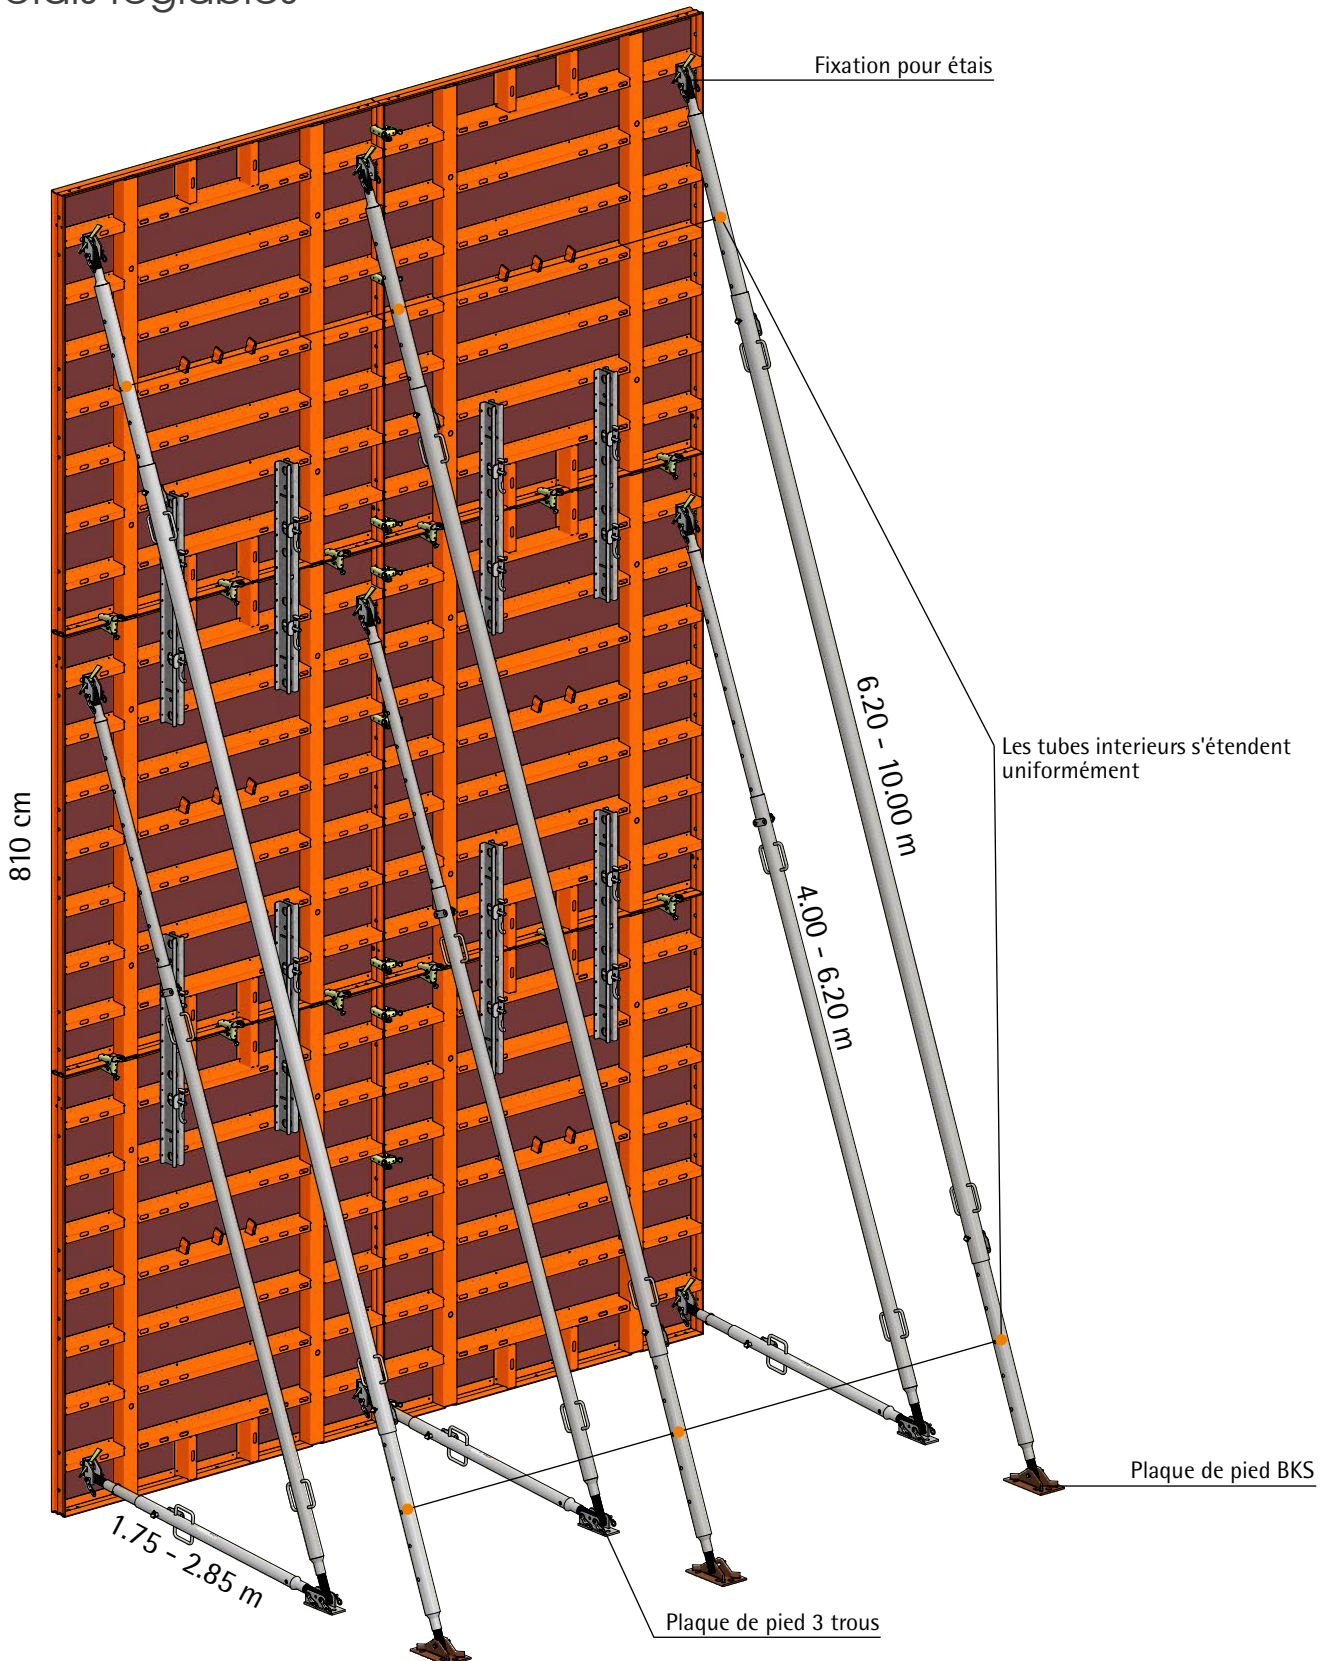 Fixation pour étais
6.20 - 10.00 m
Les tubes interieurs s'étendent
uniformément
810 cm
4.00 - 6.20 m
Plaque de pied BKS
1.75 - 2.85 m
Plaque de pied 3 trous